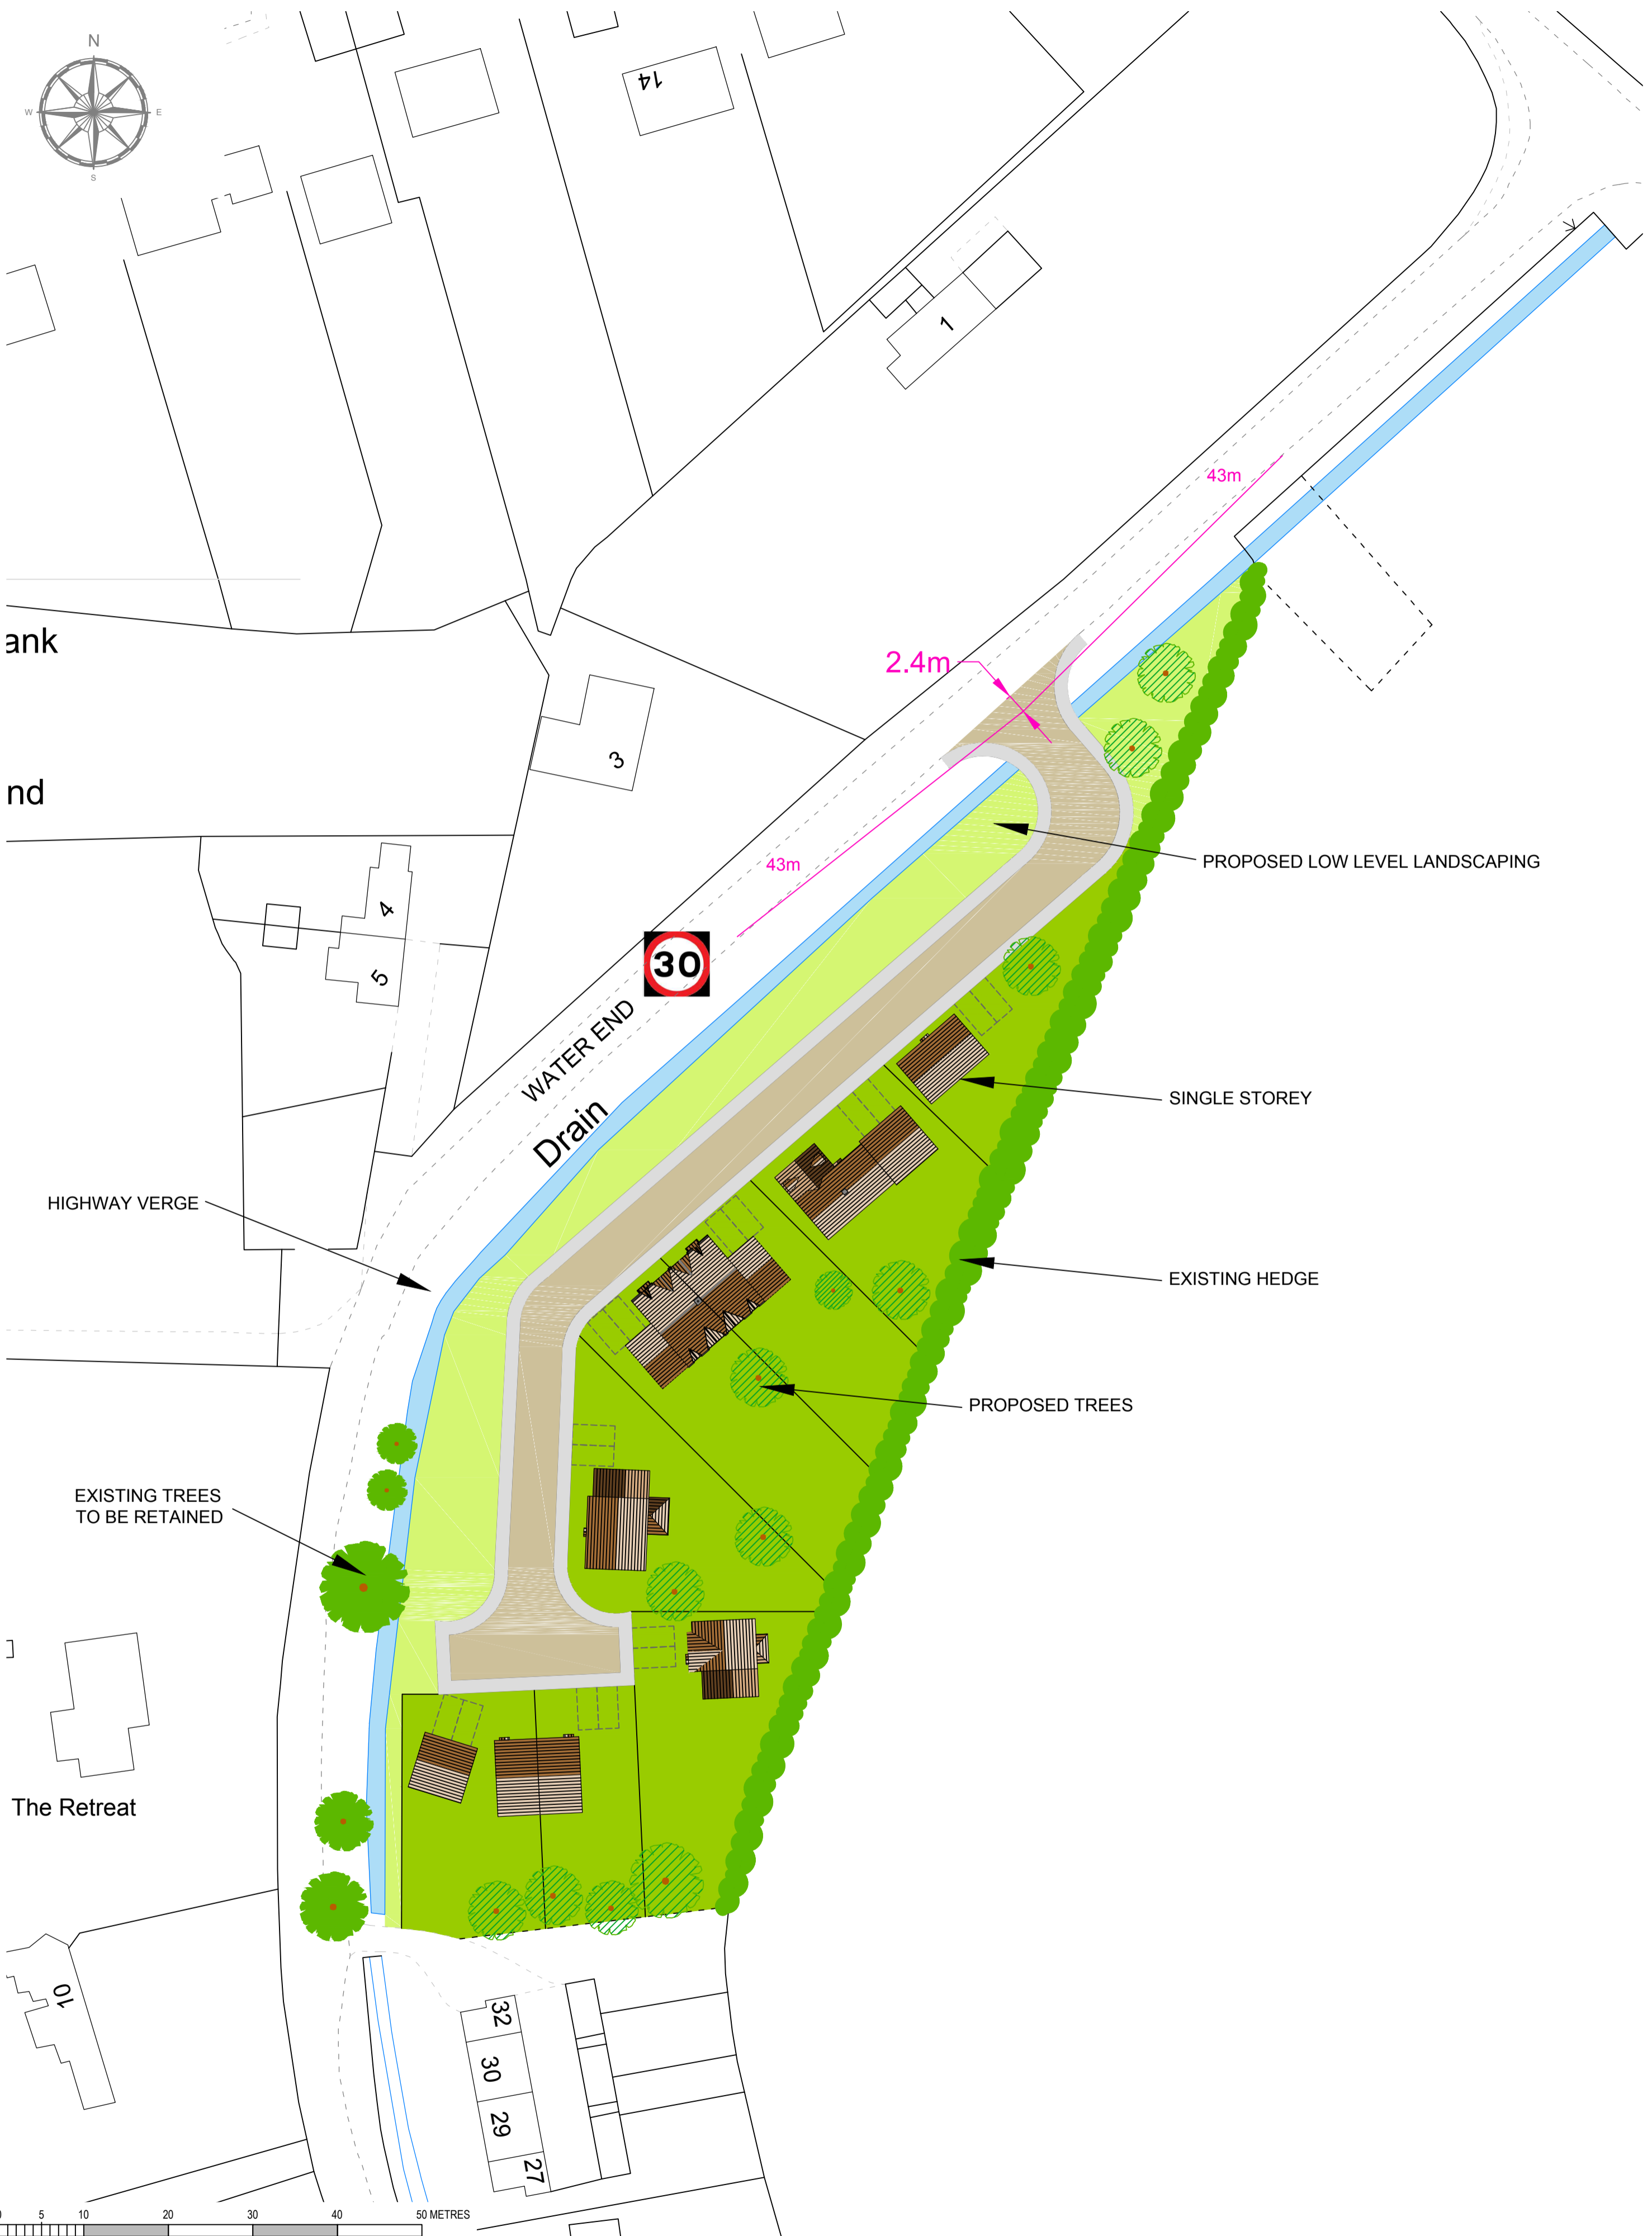 N
W
E
S
14
1
43m
ank
2.4m
3
nd
PROPOSED LOW LEVEL LANDSCAPING
43m
4
5
30
WATER END
SINGLE STOREY
Drain
HIGHWAY VERGE
EXISTING HEDGE
PROPOSED TREES
EXISTING TREES
TO BE RETAINED
The Retreat
10
32
30
29
27
0 5 10 20 30 40 50 METRES